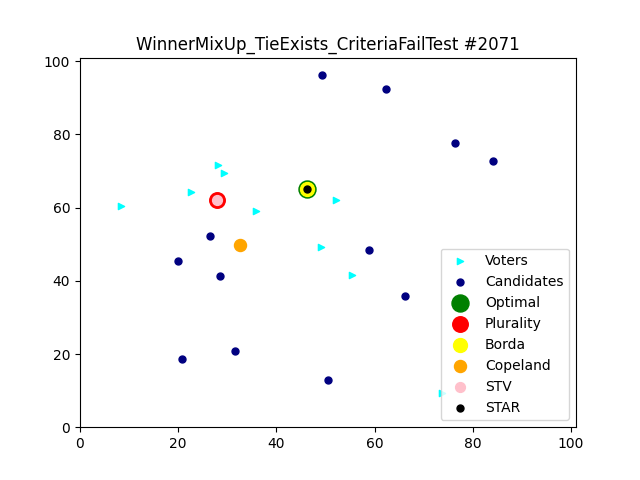 WinnerMixUp_TieExists_CriteriaFailTest #2071
100
80
60
40
20
0
0 20 40 60 80 100
Voters
Candidates
Optimal
Plurality
Borda
Copeland
STV
STAR